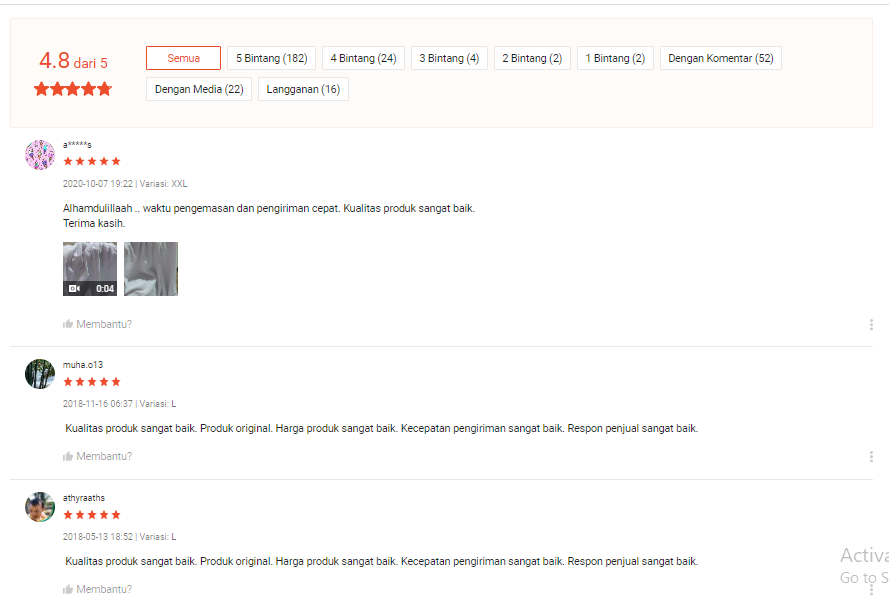 4.8 dari 5
Semua
5 Bintang (182)
4 Bintang (24)
3 Bintang (4)
2 Bintang (2)
1 Bintang (2)
Dengan Komentar (52)
Dengan Media (22)
Langganan (16)
a*****s
2020-10-07 19:22 | Variasi: XXL
Alhamdulillaah .. waktu pengemasan dan pengiriman cepat. Kualitas produk sangat baik.
Terima kasih.
0:04
Membantu?
muha.o13
2018-11-16 06:37 | Variasi: L
Kualitas produk sangat baik. Produk original. Harga produk sangat baik. Kecepatan pengiriman sangat baik. Respon penjual sangat baik.
Membantu?
athyraaths
2018-05-13 18:52 | Variasi: L
Kualitas produk sangat baik. Produk original. Harga produk sangat baik. Kecepatan pengiriman sangat baik. Respon penjual sangat baik.
Membantu?
Activa
Go to S